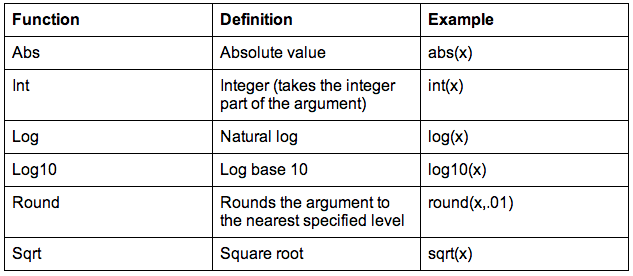 Function Definition Example
Abs Absolute value abs(x)
Int Integer (takes the integer int(x)
part of the argument)
Log Natural log log(x)
Log10 Log base 10 log10(x)
Round Rounds the argument to round(x,.01)
the nearest specified level
Sqrt Square root sqrt(x)